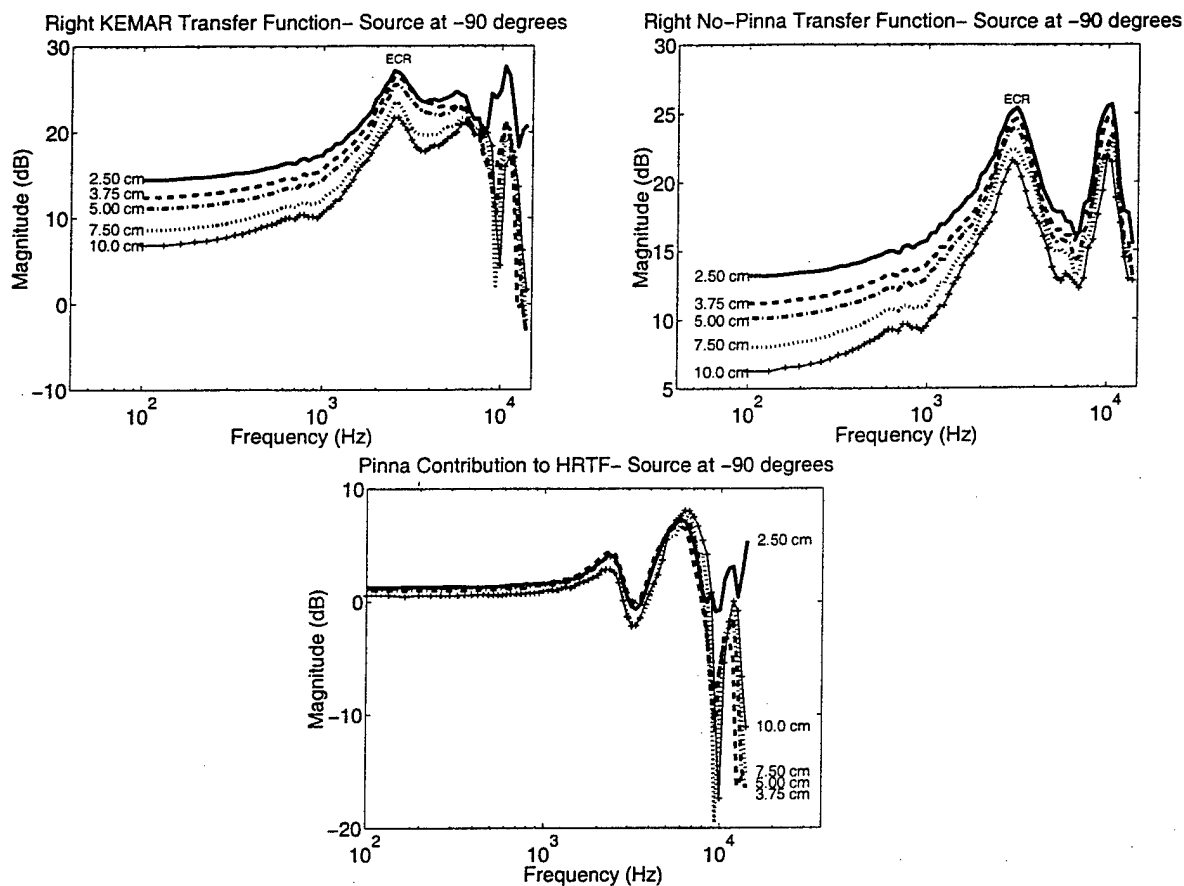 Right KEMAR Transfer Function– Source at –90 degrees
30
20
10
0
–10
Magnitude (dB)
ECR
2.50 cm
3.75 cm
5.00 cm
7.50 cm
10.0 cm
10^2
10^3
10^4
Frequency (Hz)
Right No–Pinna Transfer Function– Source at –90 degrees
30
25
20
15
10
5
Magnitude (dB)
ECR
2.50 cm
3.75 cm
5.00 cm
7.50 cm
10.0 cm
10^2
10^3
10^4
Frequency (Hz)
Pinna Contribution to HRTF– Source at –90 degrees
10
0
–10
–20
Magnitude (dB)
2.50 cm
10.0 cm
7.50 cm
5.00 cm
3.75 cm
10^2
10^3
10^4
Frequency (Hz)